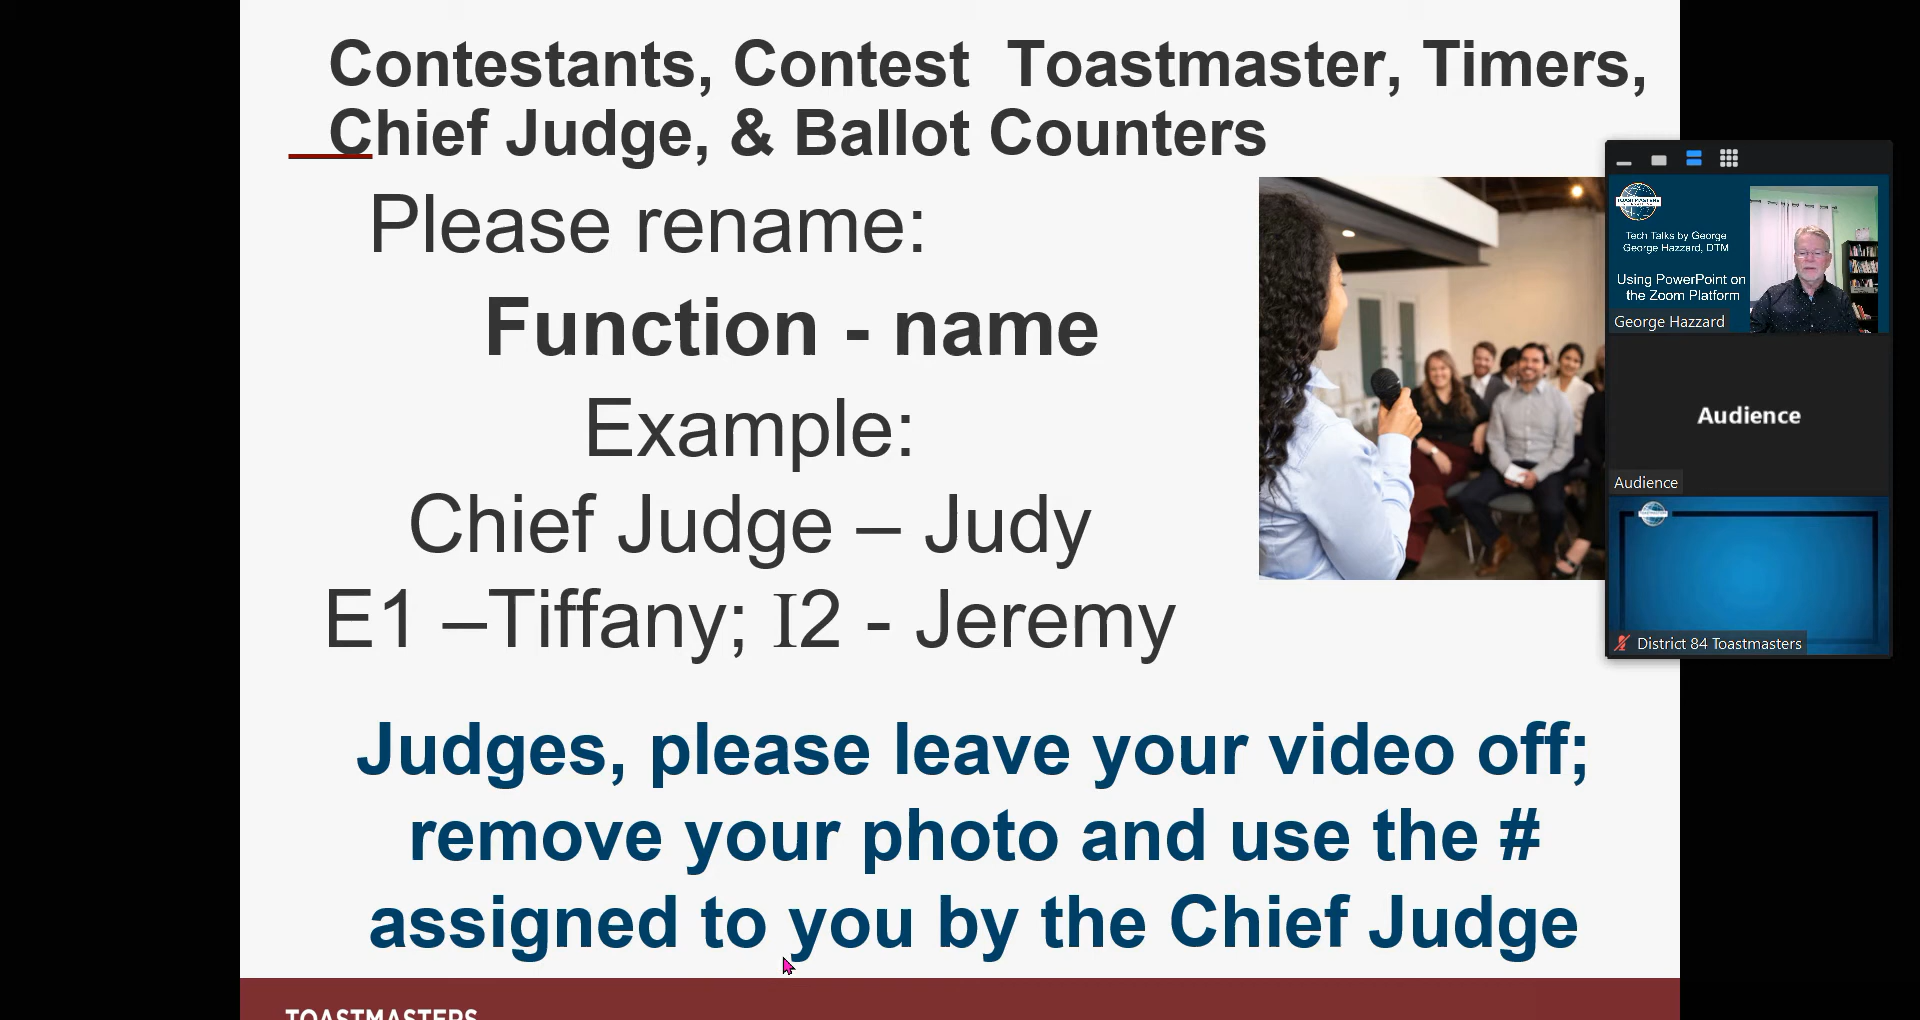 Contestants, Contest Toastmaster, Timers,
Chief Judge, & Ballot Counters
Please rename:
Function - name
Example:
Chief Judge – Judy
E1 –Tiffany; I2 - Jeremy
Judges, please leave your video off;
remove your photo and use the #
assigned to you by the Chief Judge
TOASTMASTERS
TOASTMASTERS
Tech Talks by George
George Hazzard, DTM
Using PowerPoint on
the Zoom Platform
George Hazzard
Audience
Audience
TOASTMASTERS
District 84 Toastmasters